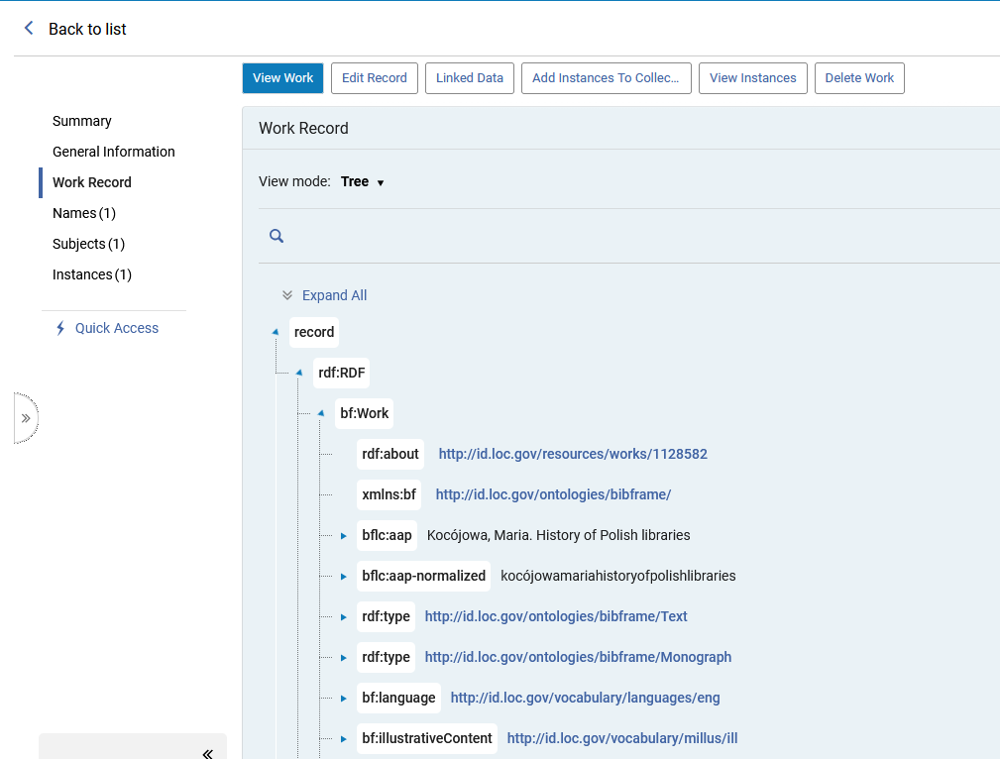 Back to list
View Work Edit Record Linked Data Add Instances To Collec... View Instances Delete Work
Summary
General Information
Work Record
Names (1)
Subjects (1)
Instances (1)
Quick Access
Work Record
View mode: Tree
Expand All
record
rdf:RDF
bf:Work
rdf:about http://id.loc.gov/resources/works/1128582
xmlns:bf http://id.loc.gov/ontologies/bibframe/
bflc:aap Kocójowa, Maria. History of Polish libraries
bflc:aap-normalized kocójowamariahistoryofpolishlibraries
rdf:type http://id.loc.gov/ontologies/bibframe/Text
rdf:type http://id.loc.gov/ontologies/bibframe/Monograph
bf:language http://id.loc.gov/vocabulary/languages/eng
bf:illustrativeContent http://id.loc.gov/vocabulary/millus/ill